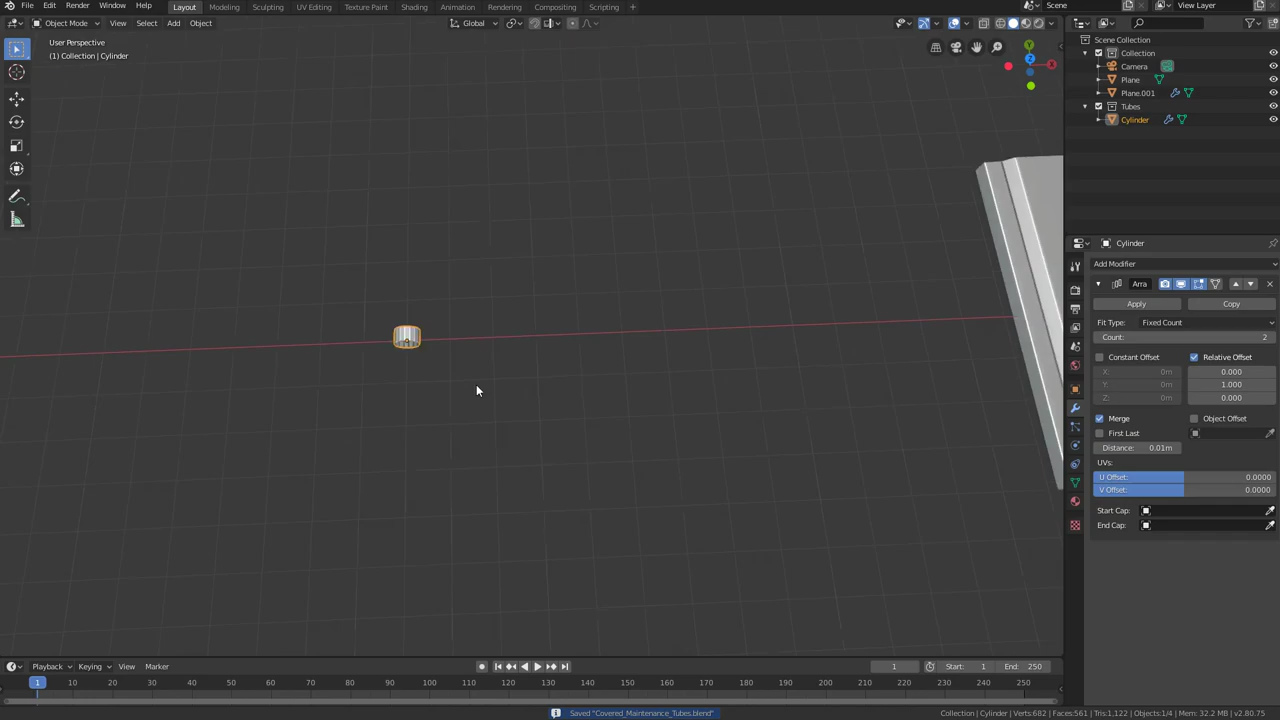 File Edit Render Window Help
Layout Modeling Sculpting UV Editing Texture Paint Shading Animation Rendering Compositing Scripting
Scene
View Layer
Object Mode View Select Add Object
Global
User Perspective
(1) Collection | Cylinder
Y
Z
X
Scene Collection
Collection
Camera
Plane
Plane.001
Tubes
Cylinder
Cylinder
Add Modifier
Arra
Apply Copy
Fit Type: Fixed Count
Count: 2
Constant Offset Relative Offset
X: 0m 0.000
Y: 0m 1.000
Z: 0m 0.000
Merge Object Offset
First Last
Distance: 0.01m
UVs:
U Offset: 0.0000
V Offset: 0.0000
Start Cap:
End Cap:
Playback Keying View Marker
1 Start: 1 End: 250
1 10 20 30 40 50 60 70 80 90 100 110 120 130 140 150 160 170 180 190 200 210 220 230 240 250
Saved "Covered_Maintenance_Tubes.blend"
Collection | Cylinder | Verts:682 | Faces:561 | Tris:1,122 | Objects:1/4 | Mem: 32.2 MB | v2.80.75